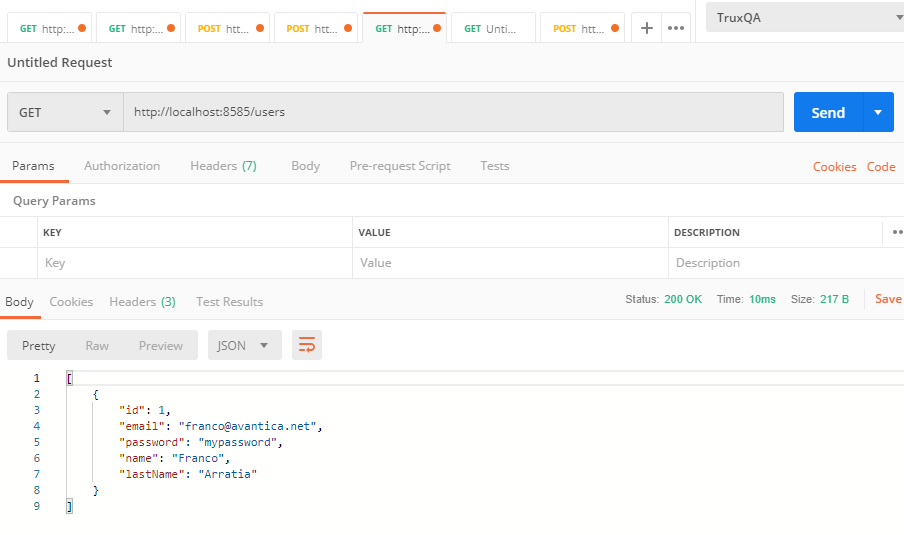 GET http:... GET http:... POST htt... POST htt... GET http:... GET Unti... POST htt... + ••• TruxQA
Untitled Request
GET http://localhost:8585/users Send
Params Authorization Headers (7) Body Pre-request Script Tests Cookies Code
Query Params
KEY VALUE DESCRIPTION ••
Key Value Description
Body Cookies Headers (3) Test Results Status: 200 OK Time: 10ms Size: 217 B Save
Pretty Raw Preview JSON
1 [
2 {
3 "id": 1,
4 "email": "franco@avantica.net",
5 "password": "mypassword",
6 "name": "Franco",
7 "lastName": "Arratia"
8 }
9 ]